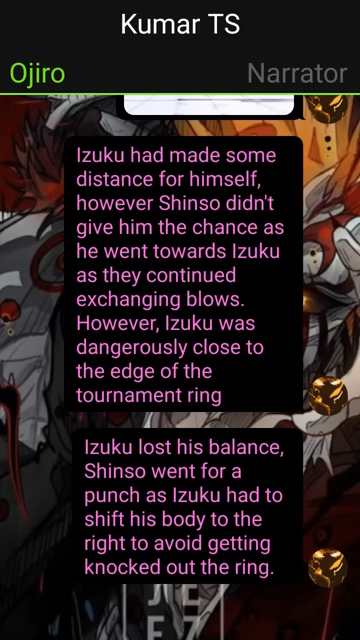 Kumar TS
Ojiro
Narrator
Izuku had made some
distance for himself,
however Shinso didn't
give him the chance as
he went towards Izuku
as they continued
exchanging blows.
However, Izuku was
dangerously close to
the edge of the
tournament ring
Izuku lost his balance,
Shinso went for a
punch as Izuku had to
shift his body to the
right to avoid getting
knocked out the ring.